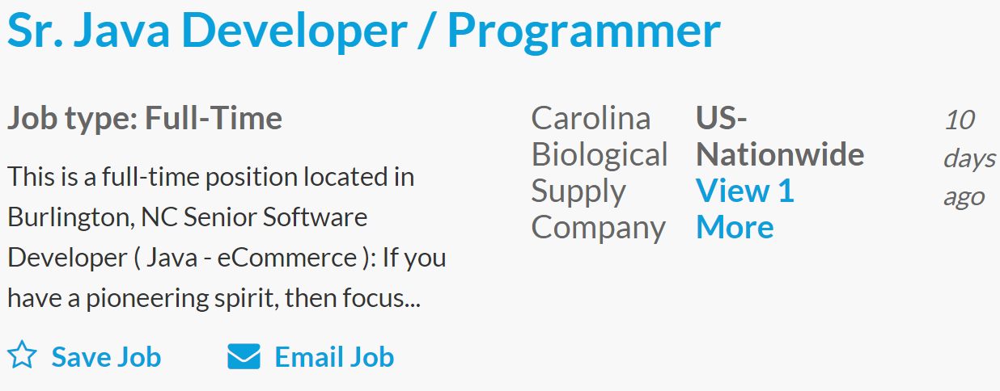 Sr. Java Developer / Programmer
Job type: Full-Time
This is a full-time position located in
Burlington, NC Senior Software
Developer ( Java - eCommerce ): If you
have a pioneering spirit, then focus...
Save Job
Email Job
Carolina
Biological
Supply
Company
US-
Nationwide
View 1
More
10
days
ago